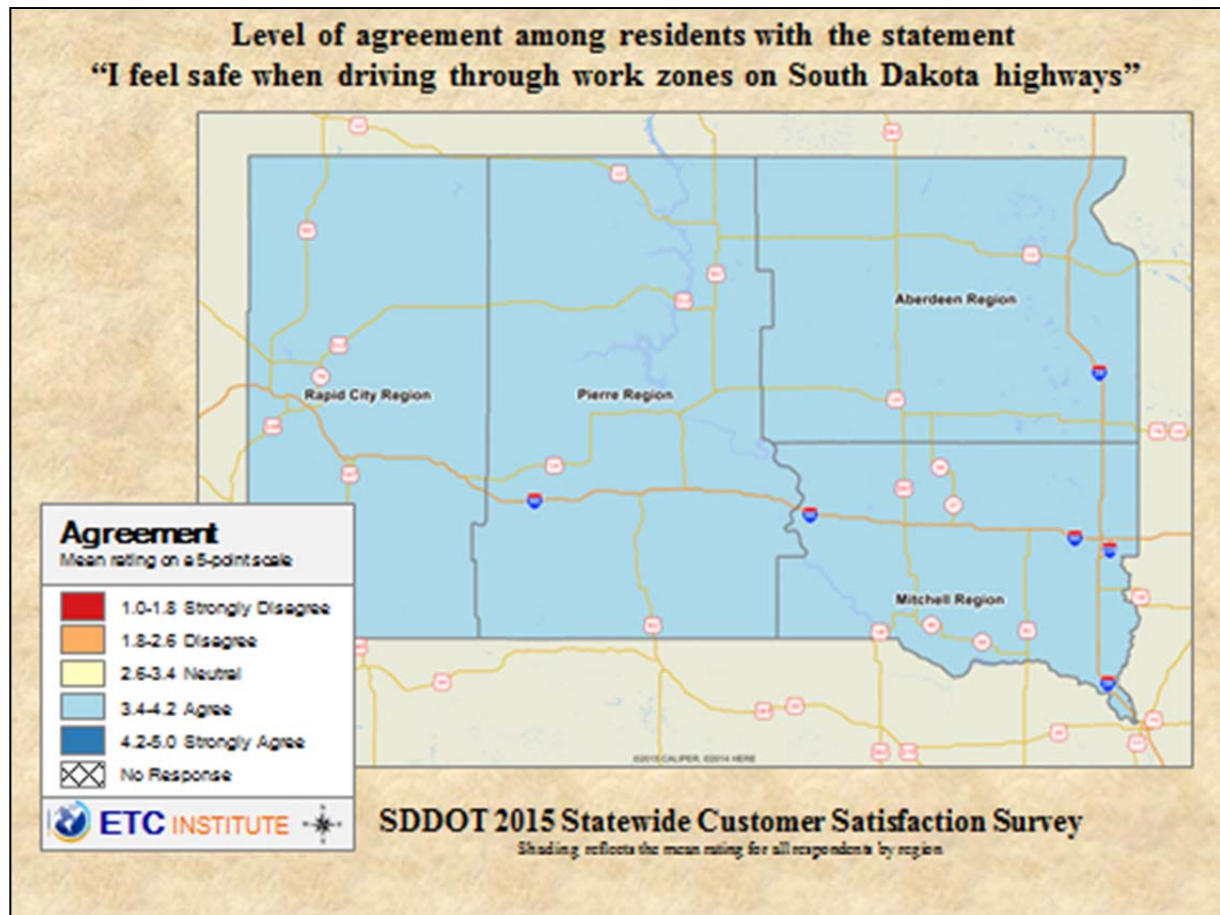 Level of agreement among residents with the statement
“I feel safe when driving through work zones on South Dakota highways”
Aberdeen Region
Rapid City Region
Pierre Region
Mitchell Region
Agreement
Mean rating on a 5-point scale
1.0-1.8 Strongly Disagree
1.8-2.6 Disagree
2.6-3.4 Neutral
3.4-4.2 Agree
4.2-5.0 Strongly Agree
No Response
ETC INSTITUTE
©2015 CALIPER, ©2014 HERE
SDDOT 2015 Statewide Customer Satisfaction Survey
Shading reflects the mean rating for all respondents by region